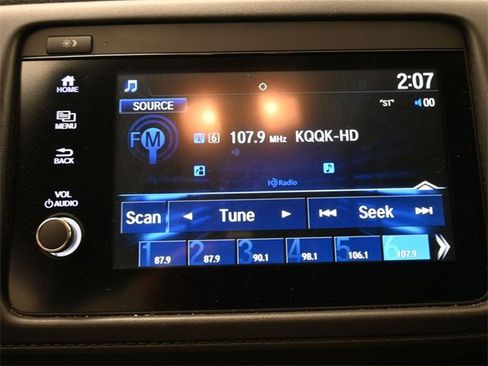 2:07
HOME
SOURCE
"ST" 00
MENU
FM
6 107.9 MHz KQQK-HD
BACK
HD Radio
VOL
AUDIO
Scan Tune Seek
1 2 3 4 5 6
87.9 87.9 90.1 98.1 106.1 107.9